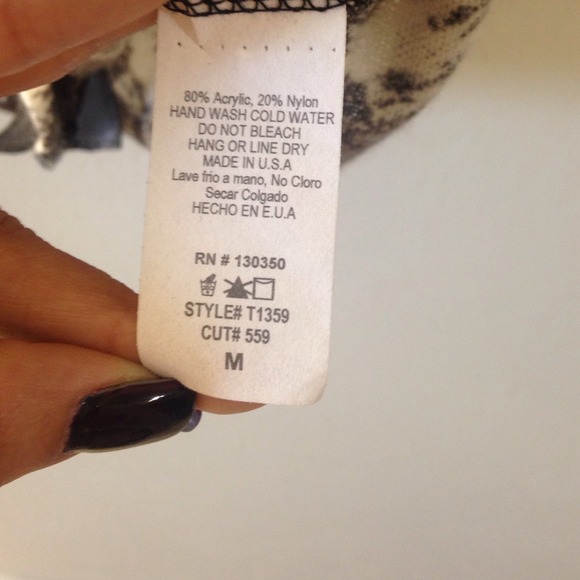 80% Acrylic, 20% Nylon
HAND WASH COLD WATER
DO NOT BLEACH
HANG OR LINE DRY
MADE IN U.S.A
Lave frio a mano, No Cloro
Secar Colgado
HECHO EN E.U.A
RN # 130350
STYLE# T1359
CUT# 559
M